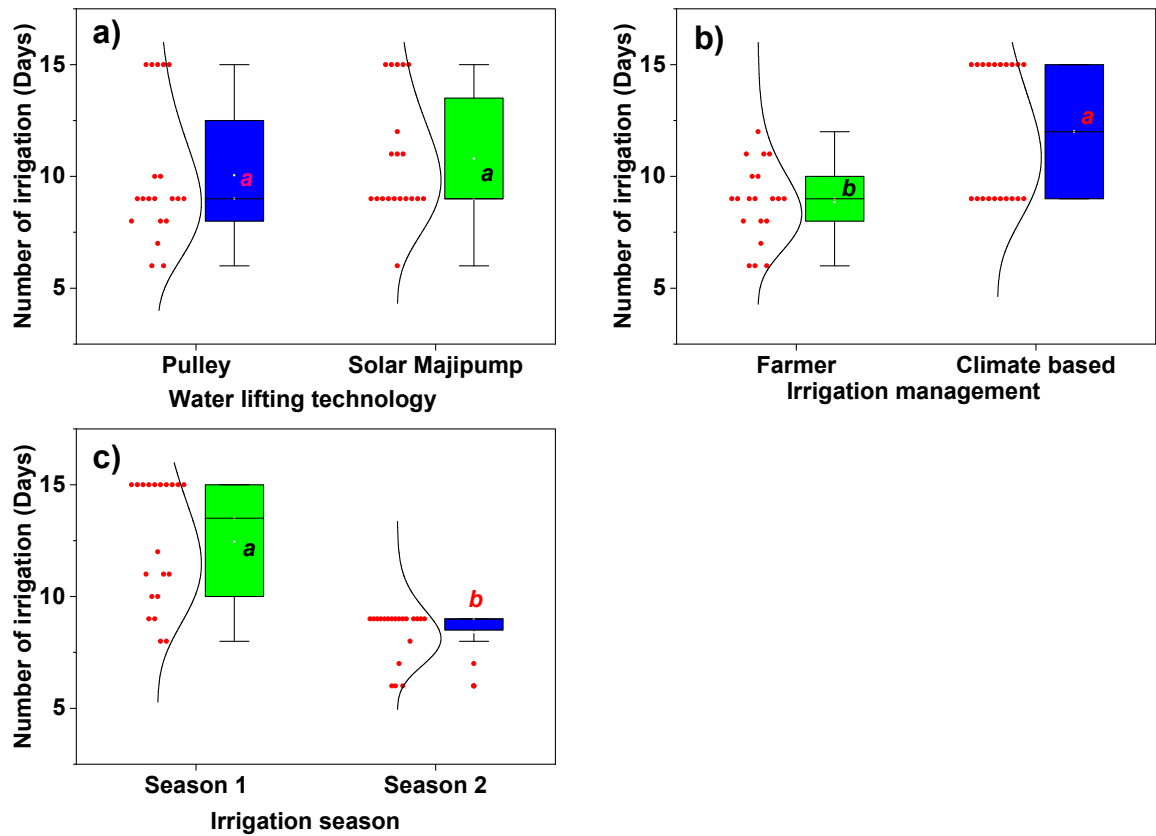 a)
Number of irrigation (Days)
15
10
5
a
a
Pulley Solar Majipump
Water lifting technology
b)
Number of irrigation (Days)
15
10
5
b
a
Farmer Climate based
Irrigation management
c)
Number of irrigation (Days)
15
10
5
a
b
Season 1 Season 2
Irrigation season